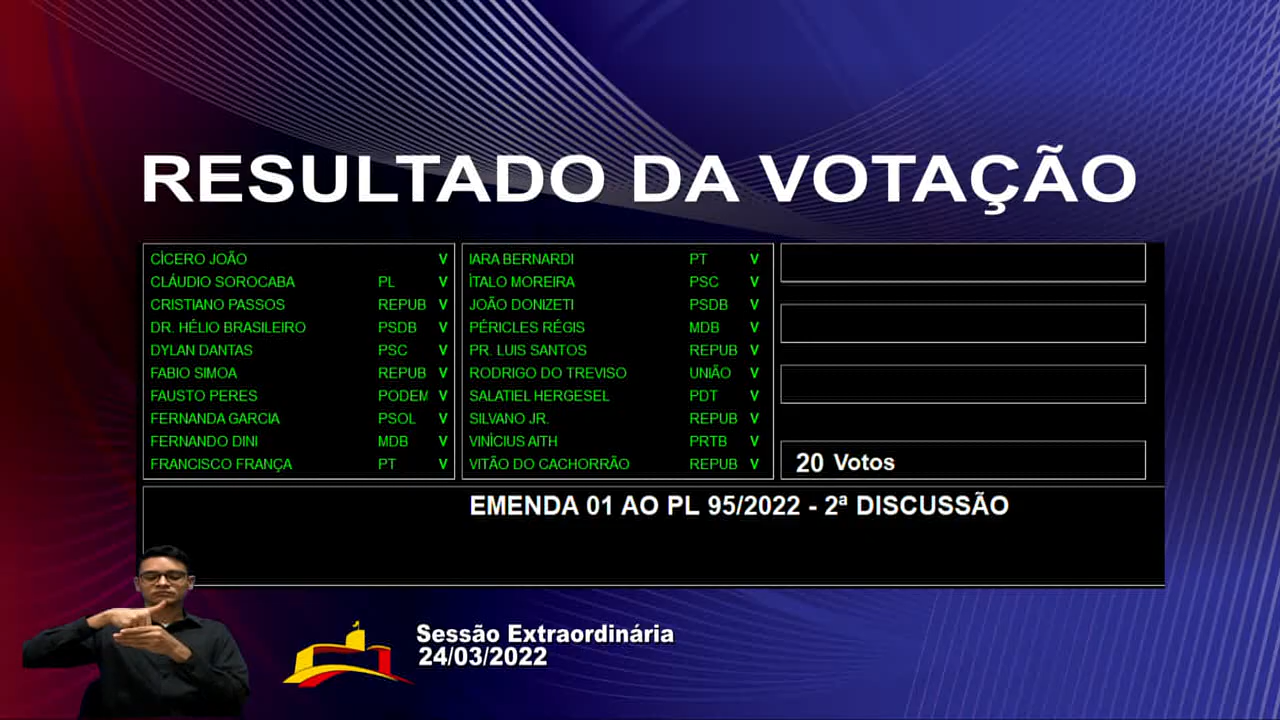 RESULTADO DA VOTAÇÃO
CÍCERO JOÃO V
CLÁUDIO SOROCABA PL V
CRISTIANO PASSOS REPUB V
DR. HÉLIO BRASILEIRO PSDB V
DYLAN DANTAS PSC V
FABIO SIMOA REPUB V
FAUSTO PERES PODEM V
FERNANDA GARCIA PSOL V
FERNANDO DINI MDB V
FRANCISCO FRANÇA PT V
IARA BERNARDI PT V
ÍTALO MOREIRA PSC V
JOÃO DONIZETI PSDB V
PÉRICLES RÉGIS MDB V
PR. LUIS SANTOS REPUB V
RODRIGO DO TREVISO UNIÃO V
SALATIEL HERGESEL PDT V
SILVANO JR. REPUB V
VINÍCIUS AITH PRTB V
VITÃO DO CACHORRÃO REPUB V
20 Votos
EMENDA 01 AO PL 95/2022 - 2ª DISCUSSÃO
Sessão Extraordinária
24/03/2022